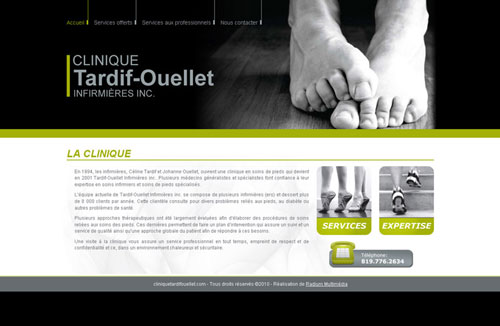 Accueil
Services offerts
Services aux professionnels
Nous contacter
CLINIQUE
Tardif-Ouellet
INFIRMIÈRES INC.
LA CLINIQUE
En 1994, les infirmières, Céline Tardif et Johanne Ouellet, ouvrent une clinique en soins de pieds qui devient
en 2001 Tardif-Ouellet Infirmières inc. Plusieurs médecins généralistes et spécialistes font confiance à leur
expertise en soins infirmiers et soins de pieds spécialisés.
L'équipe actuelle de Tardif-Ouellet Infirmières inc. se compose de plusieurs infirmières (ers) et dessert plus
de 8 000 clients par année. Cette clientèle consulte pour divers problèmes reliés aux pieds, au diabète ou
autres problèmes de santé.
Plusieurs approches thérapeutiques ont été largement évaluées afin d'élaborer des procédures de soins
reliées aux soins des pieds. Ces dernières permettent de faire un plan d'intervention qui assure un suivi et un
service de qualité ainsi qu'une approche globale du patient afin de répondre à ces besoins.
Une visite à la clinique vous assure un service professionnel en tout temps, empreint de respect et de
confidentialité et ce, dans un environnement chaleureux et sécuritaire.
SERVICES
EXPERTISE
Téléphone:
819.776.2634
cliniquetardifouellet.com - Tous droits réservés ©2010 - Réalisation de Radium Multimédia